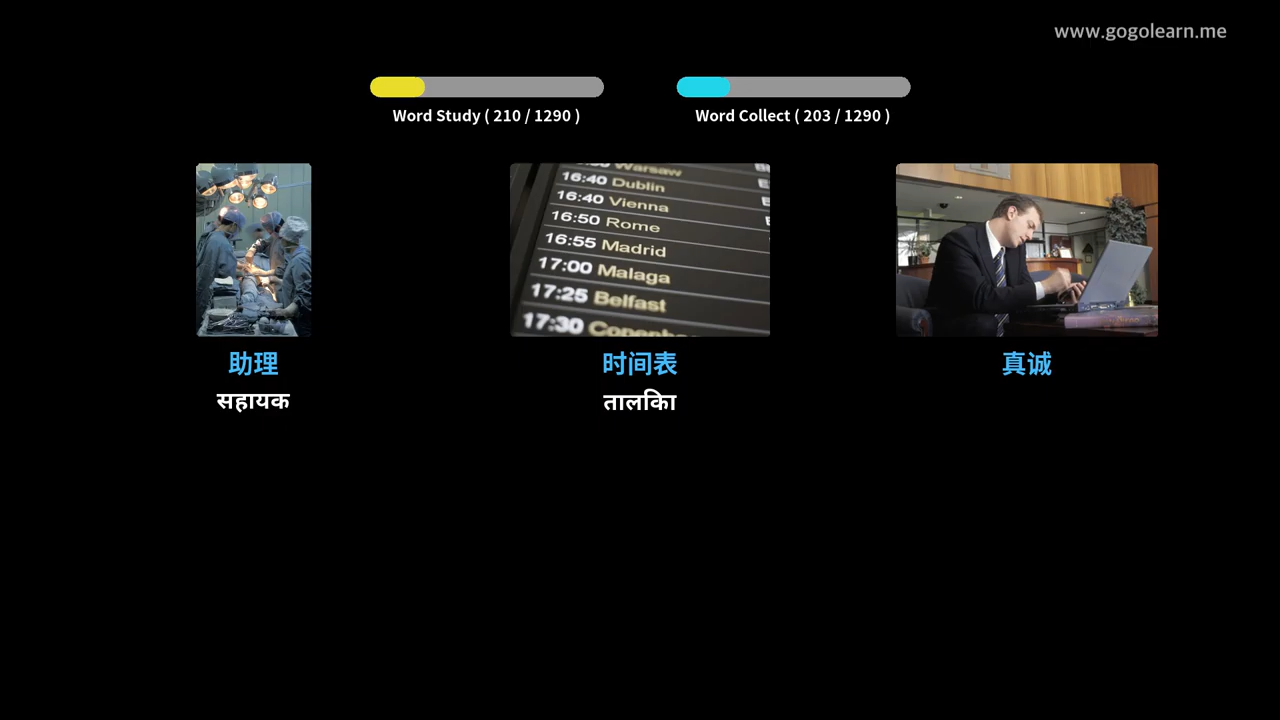 www.gogolearn.me
Word Study ( 210 / 1290 )
Word Collect ( 203 / 1290 )
Warsaw
16:40 Dublin
16:40 Vienna
16:50 Rome
16:55 Madrid
17:00 Malaga
17:25 Belfast
17:30
助理
时间表
真诚
सहायक
तालिका